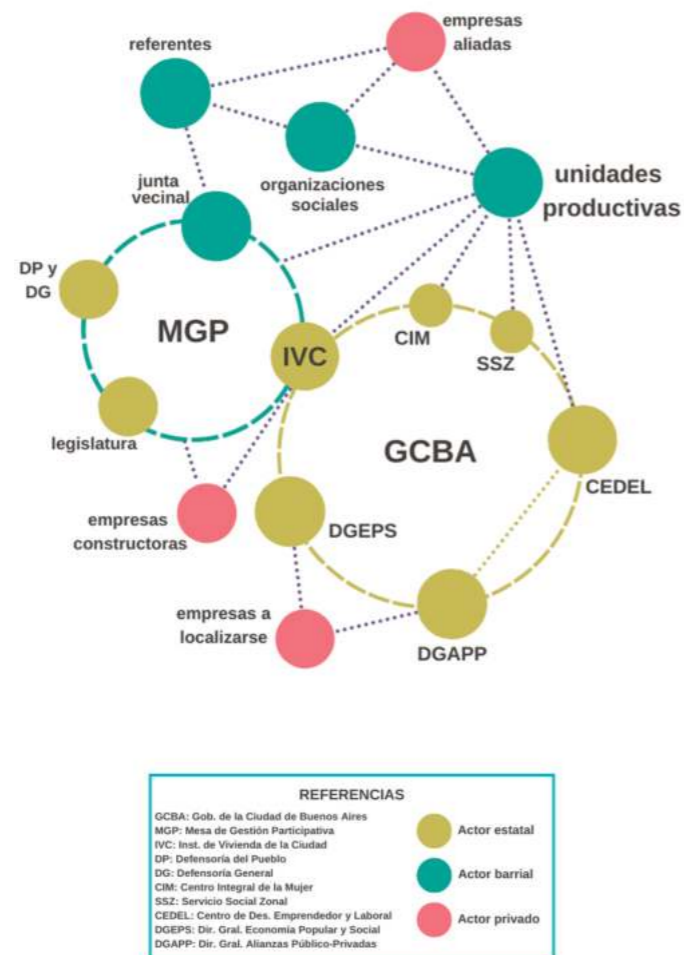 empresas
aliadas
referentes
junta
vecinal
organizaciones
sociales
unidades
productivas
DP y
DG
MGP
IVC
CIM
SSZ
legislatura
GCBA
CEDEL
empresas
constructoras
DGEPS
empresas a
localizarse
DGAPP
REFERENCIAS
GCBA: Gob. de la Ciudad de Buenos Aires
MGP: Mesa de Gestión Participativa
IVC: Inst. de Vivienda de la Ciudad
DP: Defensoría del Pueblo
DG: Defensoría General
CIM: Centro Integral de la Mujer
SSZ: Servicio Social Zonal
CEDEL: Centro de Des. Emprendedor y Laboral
DGEPS: Dir. Gral. Economía Popular y Social
DGAPP: Dir. Gral. Alianzas Público-Privadas
Actor estatal
Actor barrial
Actor privado